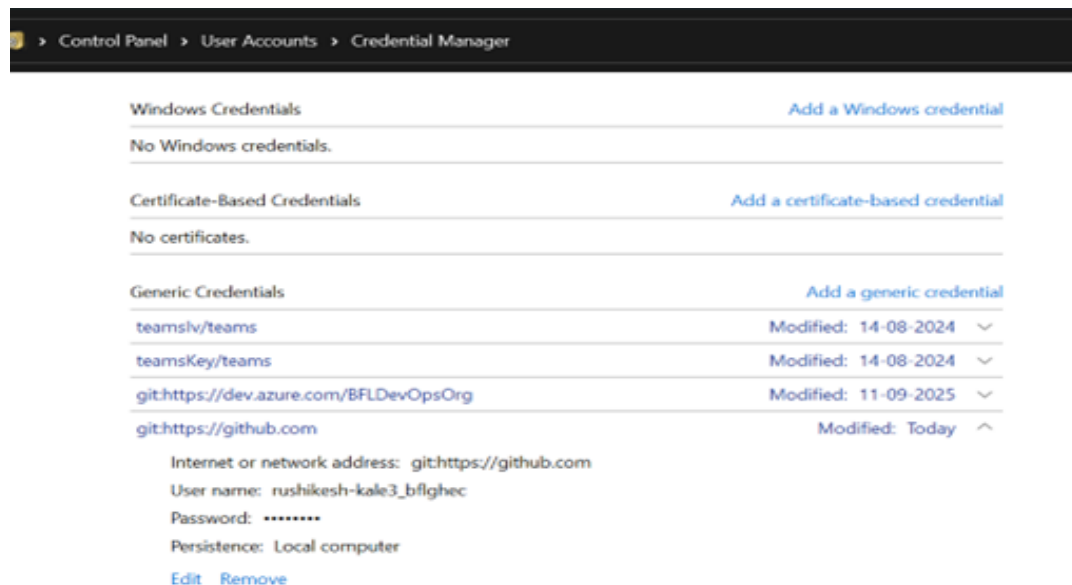 > Control Panel > User Accounts > Credential Manager
Windows Credentials Add a Windows credential
No Windows credentials.
Certificate-Based Credentials Add a certificate-based credential
No certificates.
Generic Credentials Add a generic credential
teamsIv/teams Modified: 14-08-2024
teamsKey/teams Modified: 14-08-2024
git:https://dev.azure.com/BFLDevOpsOrg Modified: 11-09-2025
git:https://github.com Modified: Today
Internet or network address: git:https://github.com
User name: rushikesh-kale3_bflghec
Password: ••••••••
Persistence: Local computer
Edit Remove